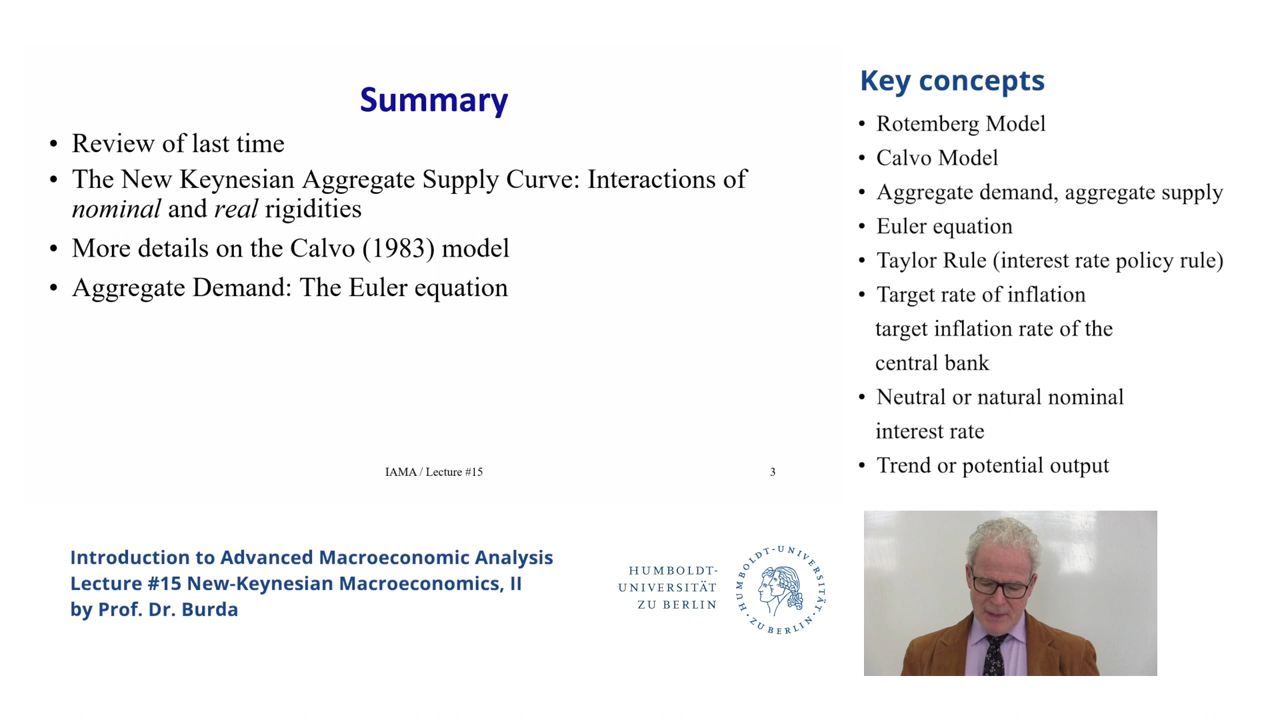 Summary
• Review of last time
• The New Keynesian Aggregate Supply Curve: Interactions of
nominal and real rigidities
• More details on the Calvo (1983) model
• Aggregate Demand: The Euler equation
IAMA / Lecture #15
3
Key concepts
• Rotemberg Model
• Calvo Model
• Aggregate demand, aggregate supply
• Euler equation
• Taylor Rule (interest rate policy rule)
• Target rate of inflation
target inflation rate of the
central bank
• Neutral or natural nominal
interest rate
• Trend or potential output
Introduction to Advanced Macroeconomic Analysis
Lecture #15 New-Keynesian Macroeconomics, II
by Prof. Dr. Burda
HUMBOLDT-
UNIVERSITÄT
ZU BERLIN
HUMBOLDT-UNIVERSITÄT
ZU BERLIN